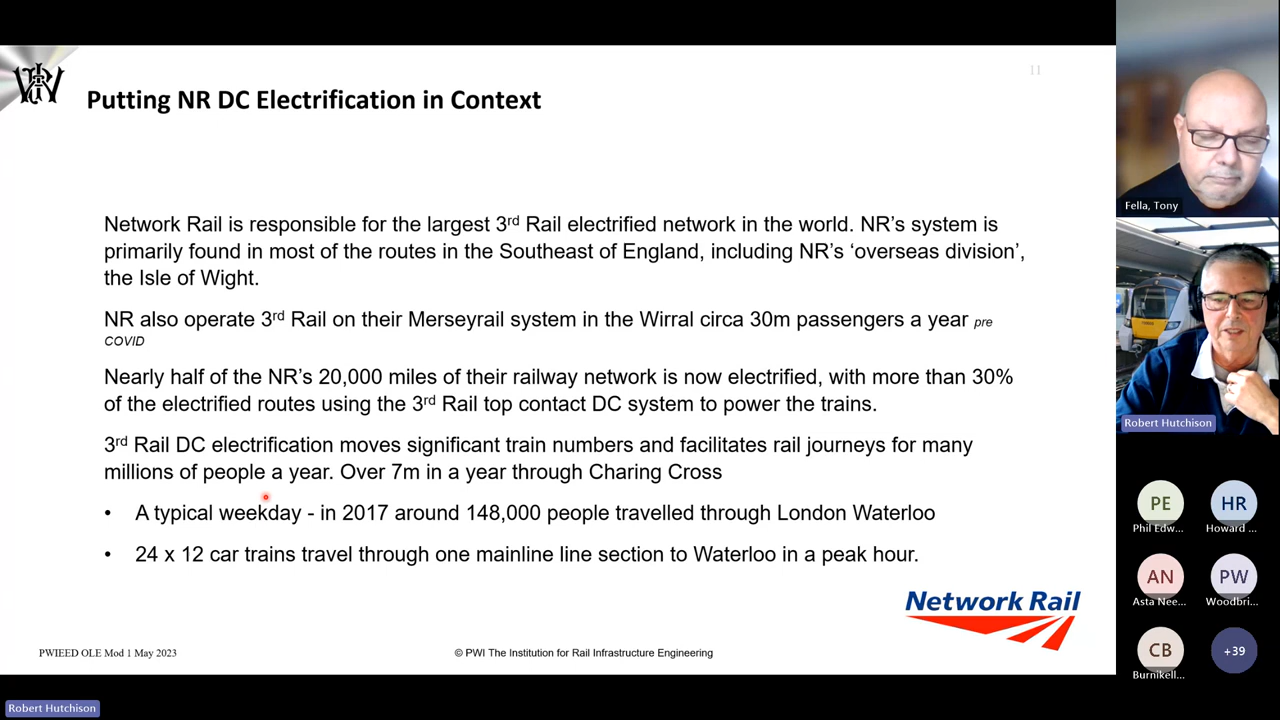 11
Putting NR DC Electrification in Context
Network Rail is responsible for the largest 3rd Rail electrified network in the world. NR’s system is
primarily found in most of the routes in the Southeast of England, including NR’s ‘overseas division’,
the Isle of Wight.
NR also operate 3rd Rail on their Merseyrail system in the Wirral circa 30m passengers a year pre
COVID
Nearly half of the NR’s 20,000 miles of their railway network is now electrified, with more than 30%
of the electrified routes using the 3rd Rail top contact DC system to power the trains.
3rd Rail DC electrification moves significant train numbers and facilitates rail journeys for many
millions of people a year. Over 7m in a year through Charing Cross
• A typical weekday - in 2017 around 148,000 people travelled through London Waterloo
• 24 x 12 car trains travel through one mainline line section to Waterloo in a peak hour.
Network Rail
PWIEED OLE Mod 1 May 2023
© PWI The Institution for Rail Infrastructure Engineering
Robert Hutchison
Fella, Tony
Robert Hutchison
PE
HR
Phil Edw...
Howard ...
AN
PW
Asta Nee...
Woodbri...
CB
+39
Burnikell...